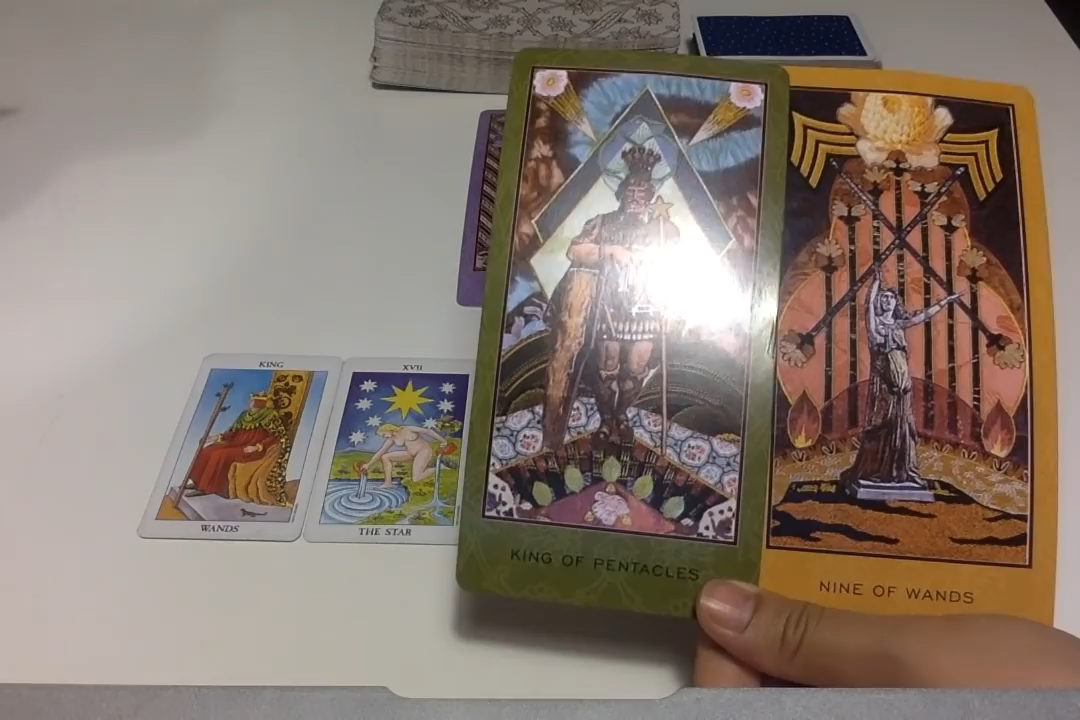 KING
XVII
WANDS
THE STAR
KING OF PENTACLES
NINE OF WANDS